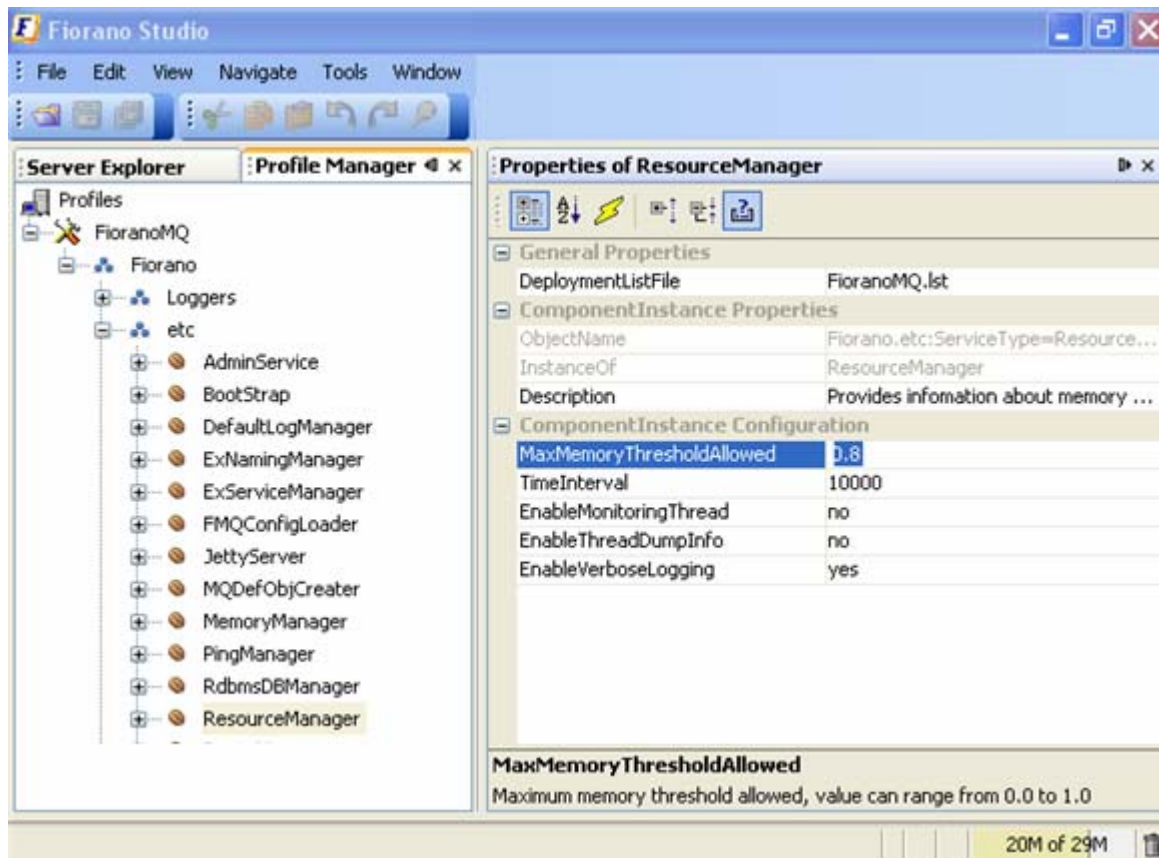 Fiorano Studio
File Edit View Navigate Tools Window
Server Explorer
Profile Manager
Profiles
FioranoMQ
Fiorano
Loggers
etc
AdminService
BootStrap
DefaultLogManager
ExNamingManager
ExServiceManager
FMQConfigLoader
JettyServer
MQDefObjCreater
MemoryManager
PingManager
RdbmsDBManager
ResourceManager
Properties of ResourceManager
General Properties
DeploymentListFile FioranoMQ.lst
ComponentInstance Properties
ObjectName Fiorano.etc:ServiceType=Resource...
InstanceOf ResourceManager
Description Provides infomation about memory ...
ComponentInstance Configuration
MaxMemoryThresholdAllowed 0.8
TimeInterval 10000
EnableMonitoringThread no
EnableThreadDumpInfo no
EnableVerboseLogging yes
MaxMemoryThresholdAllowed
Maximum memory threshold allowed, value can range from 0.0 to 1.0
20M of 29M